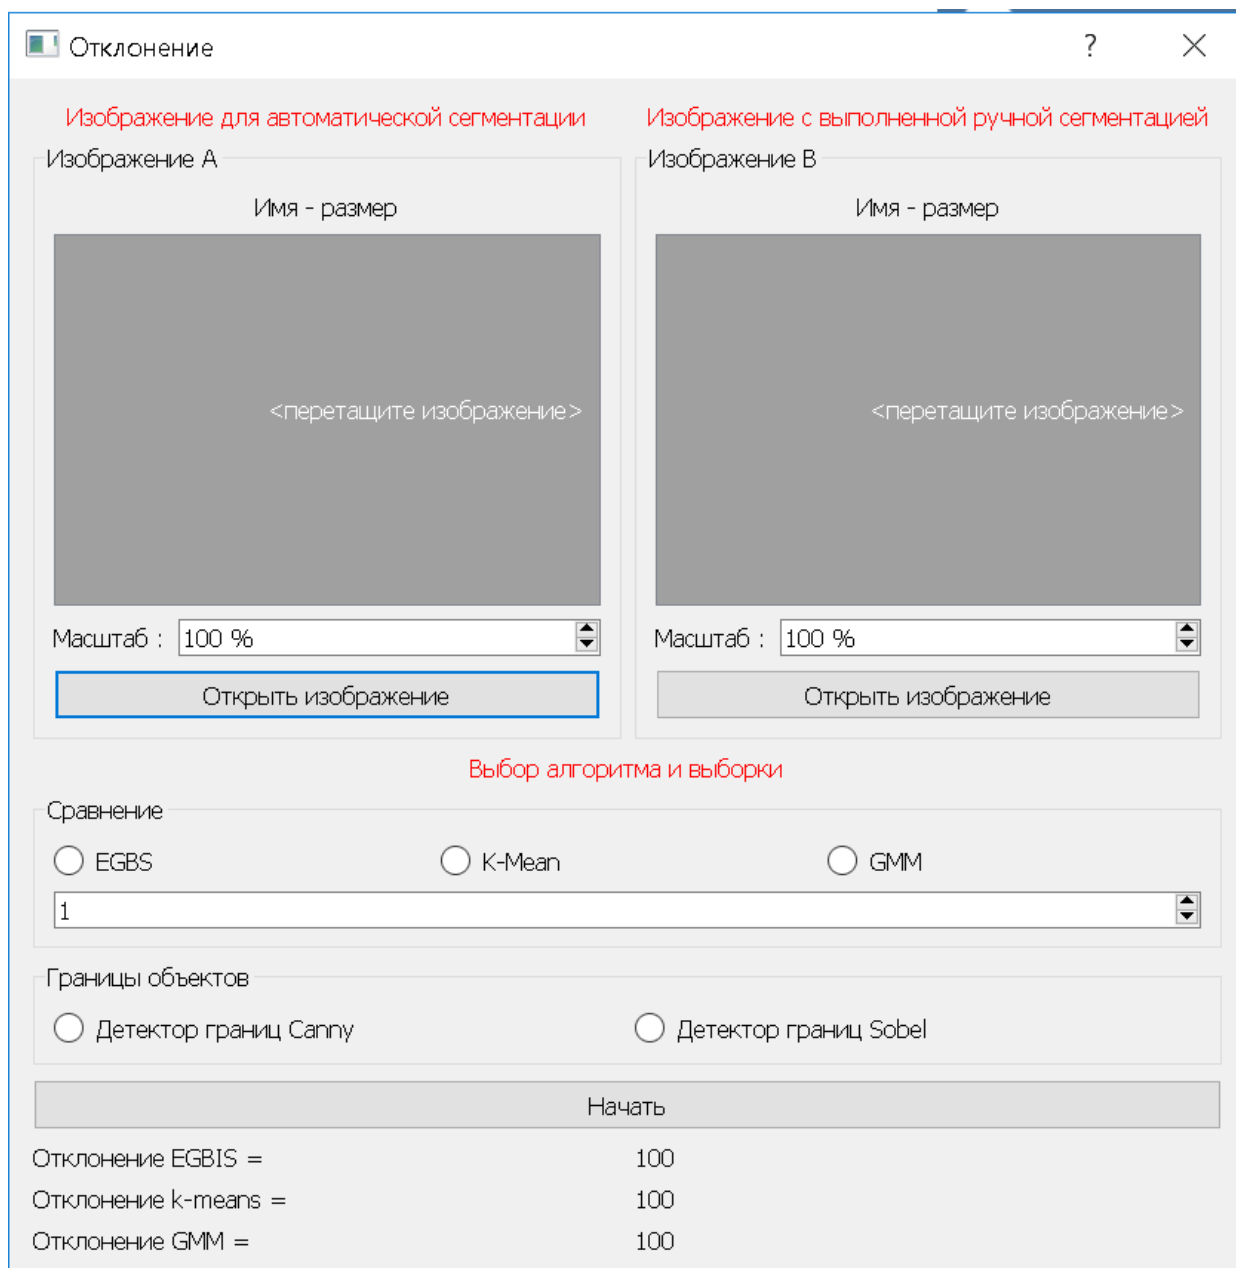 Отклонение ?
Изображение для автоматической сегментации Изображение с выполненной ручной сегментацией
Изображение A Изображение B
Имя - размер Имя - размер
<перетащите изображение> <перетащите изображение>
Масштаб : 100 % Масштаб : 100 %
Открыть изображение Открыть изображение
Выбор алгоритма и выборки
Сравнение
EGBS K-Mean GMM
1
Границы объектов
Детектор границ Canny Детектор границ Sobel
Начать
Отклонение EGBIS = 100
Отклонение k-means = 100
Отклонение GMM = 100